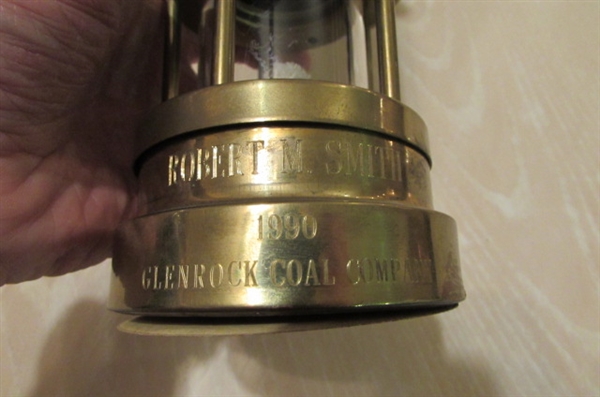 ROBERT M. SMITH
1990
GLENROCK COAL COMPANY